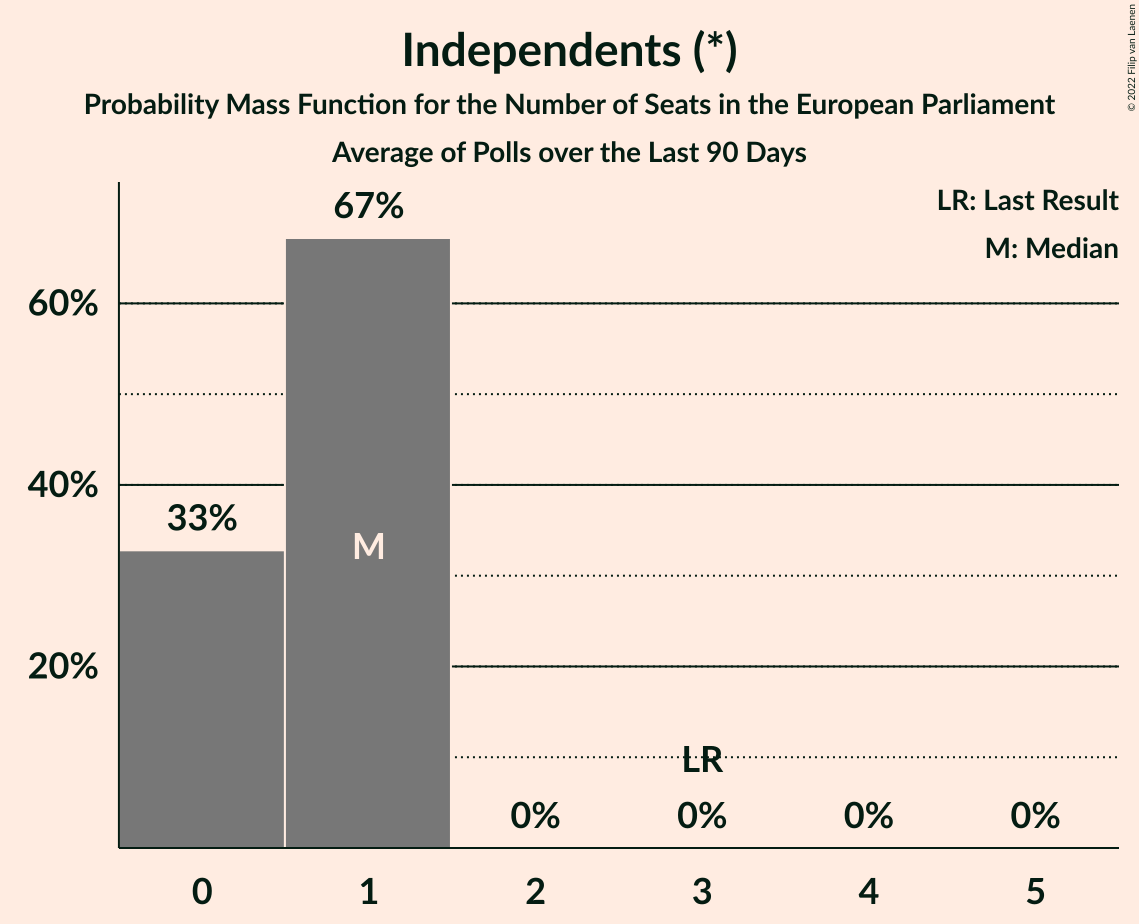 Independents (*)
Probability Mass Function for the Number of Seats in the European Parliament
Average of Polls over the Last 90 Days
© 2022 Filip van Laenen
LR: Last Result
M: Median
67%
60%
40%
33%
M
20%
LR
0% 0% 0% 0%
0 1 2 3 4 5